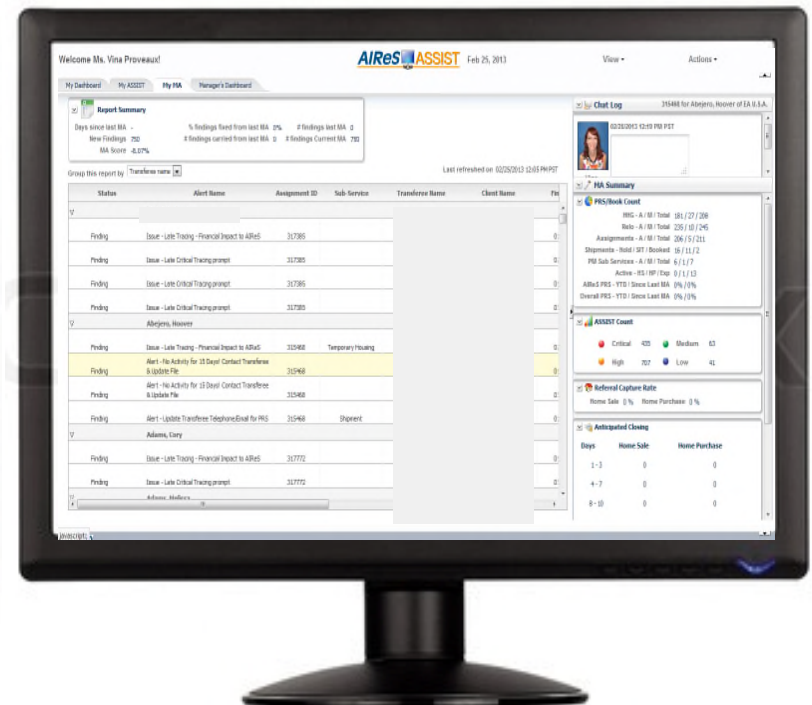 Welcome Ms. Vina Proveaux!
AIReS ASSIST
Feb 25, 2013
View
Actions
My Dashboard
My ASSIST
My MA
Manager's Dashboard
Report Summary
Days since last MA -
% findings fixed from last MA 0%
# findings last MA 0
New Findings 750
# findings carried from last MA 0
# findings Current MA 750
MA Score -8.07%
Group this report by
Transferee name
Last refreshed on 02/25/2013 12:05 PM PST
Status
Alert Name
Assignment ID
Sub-Service
Transferee Name
Client Name
Fin
Finding
Issue - Late Tracing - Financial Impact to AIReS
317385
Finding
Issue - Late Critical Tracing prompt
317385
Finding
Issue - Late Critical Tracing prompt
317385
Finding
Issue - Late Critical Tracing prompt
317385
Abejero, Hoover
Finding
Issue - Late Tracing - Financial Impact to AIReS
315468
Temporary Housing
Alert - No Activity for 15 Days! Contact Transferee
Finding
& Update File
315468
Alert - No Activity for 15 Days! Contact Transferee
Finding
& Update File
315468
Finding
Alert - Update Transferee Telephone/Email for PRS
315468
Shipment
Adams, Cory
Finding
Issue - Late Tracing - Financial Impact to AIReS
317772
Finding
Issue - Late Critical Tracing prompt
317772
Adams, Melissa
javascript:;
Chat Log
315468 for Abejero, Hoover of EA U.S.A.
02/20/2013 12:59 PM PST
MA Summary
PRS/Book Count
MtG - A / M / Total 181 / 27 / 208
Relo - A / M / Total 235 / 10 / 245
Assignments - A / M / Total 206 / 5 / 211
Shipments - Hold / SIT / Booked 16 / 11 / 2
PM Sub Services - A / M / Total 6 / 1 / 7
Active - HS / HP / Exp 0 / 1 / 13
AIReS PRS - YTD / Since Last MA 0% / 0%
Overall PRS - YTD / Since Last MA 0% / 0%
ASSIST Count
Critical 435
Medium 63
High 707
Low 41
Referral Capture Rate
Home Sale 0 %
Home Purchase 0 %
Anticipated Closing
Days
Home Sale
Home Purchase
1 - 3
0
0
4 - 7
0
0
8 - 10
0
0